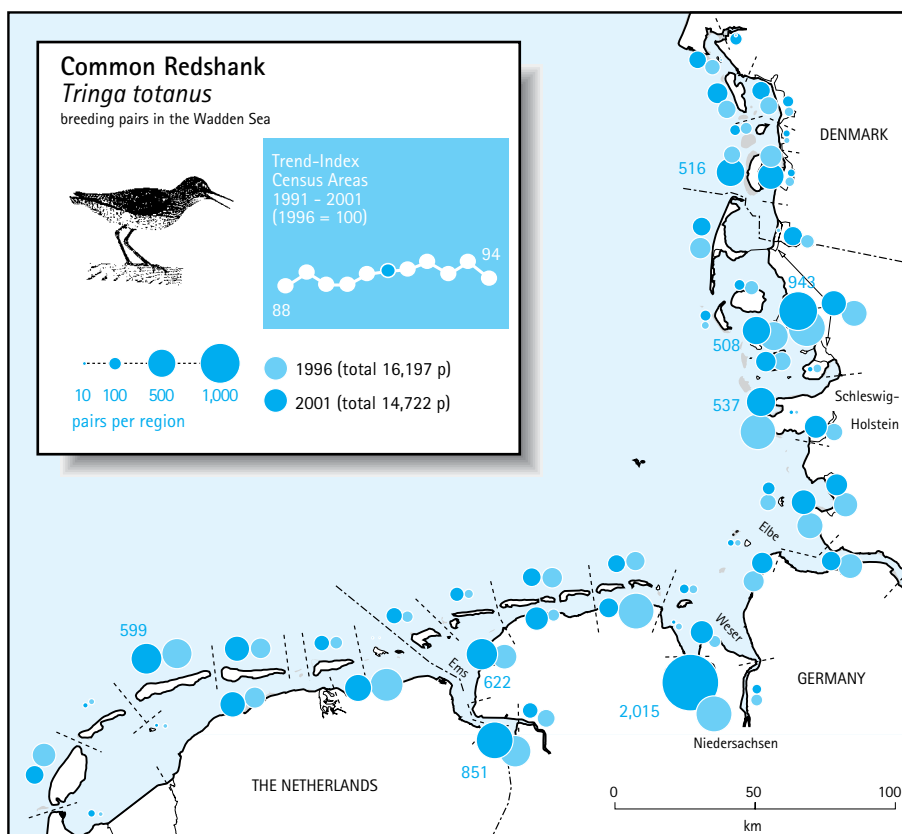 Common Redshank
Tringa totanus
breeding pairs in the Wadden Sea
Trend-Index
Census Areas
1991 - 2001
(1996 = 100)
94
88
10 100 500 1,000
pairs per region
1996 (total 16,197 p)
2001 (total 14,722 p)
DENMARK
516
943
508
537
Schleswig-
Holstein
Elbe
599
Ems
Weser
622
GERMANY
2,015
Niedersachsen
851
THE NETHERLANDS
0 50 100
km